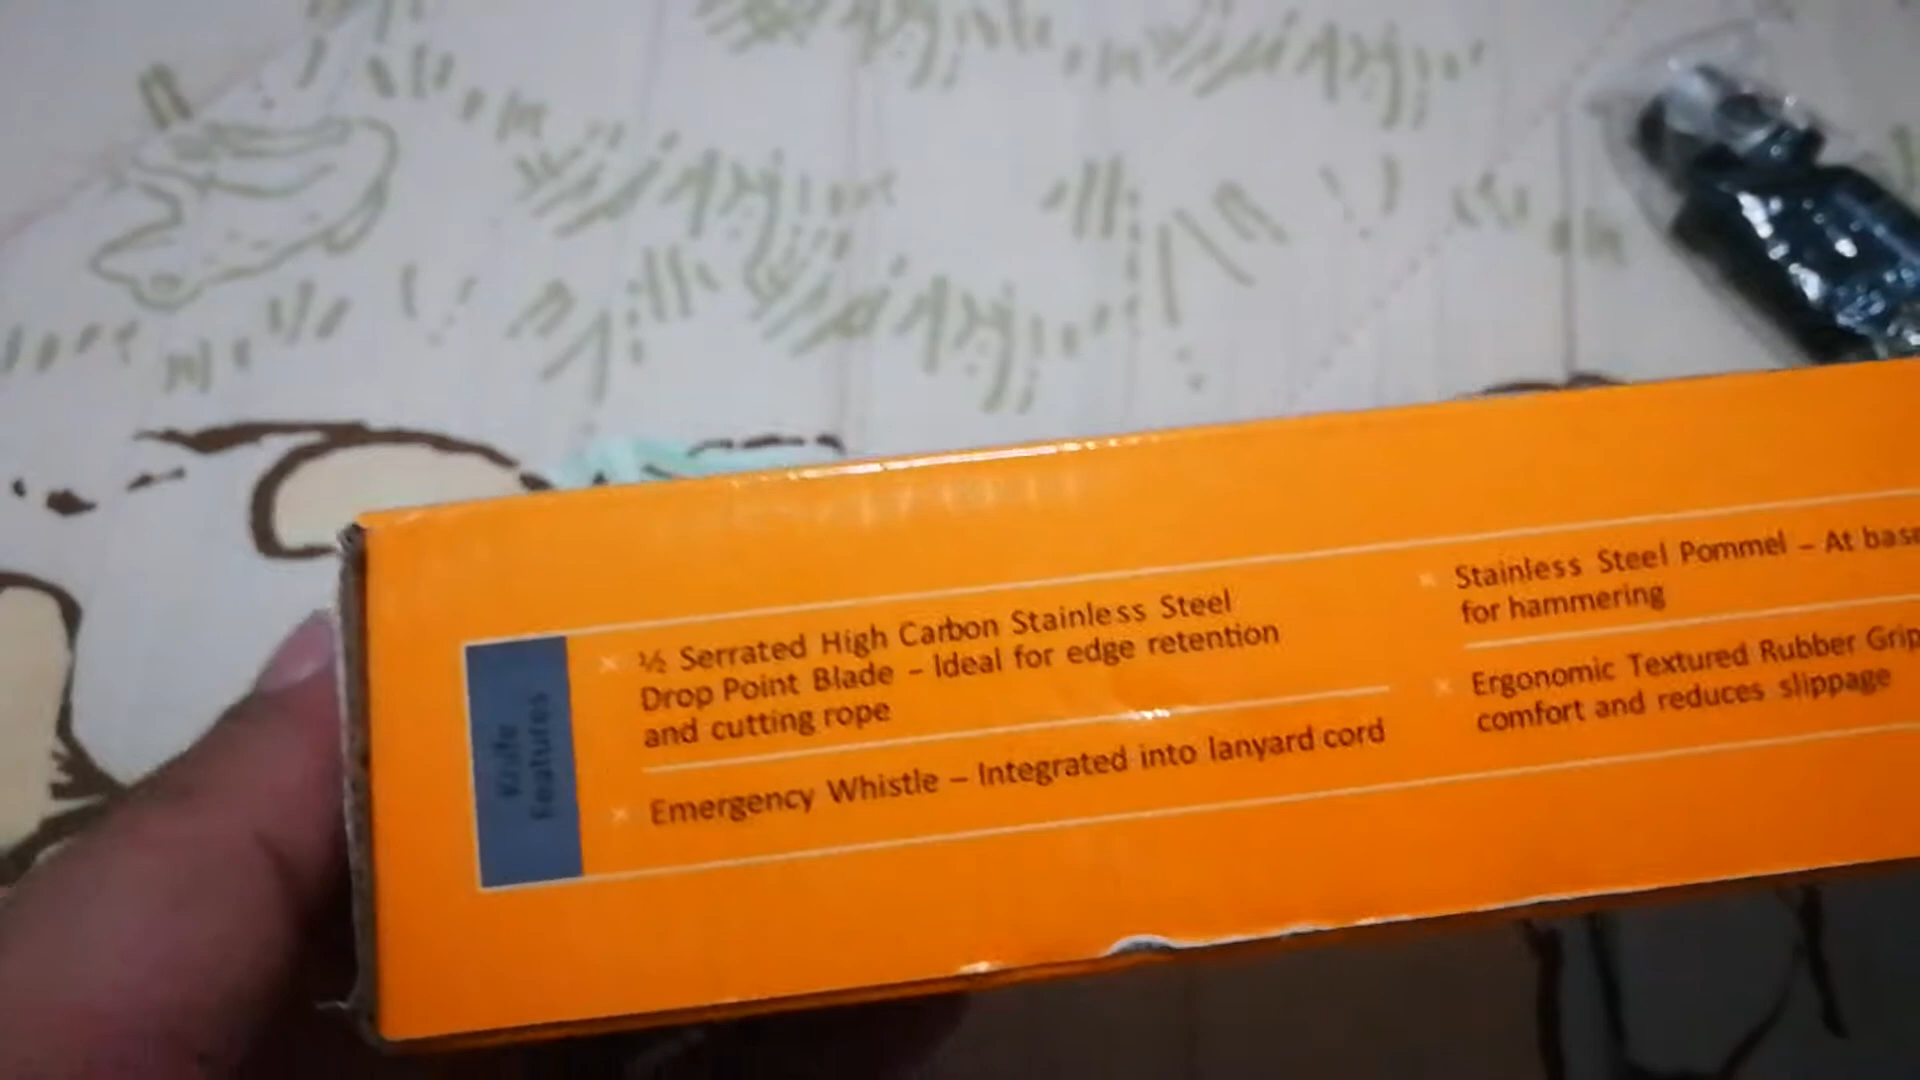 Knife
Features
½ Serrated High Carbon Stainless Steel
Drop Point Blade – Ideal for edge retention
and cutting rope
Emergency Whistle – Integrated into lanyard cord
Stainless Steel Pommel – At base
for hammering
Ergonomic Textured Rubber Grip
comfort and reduces slippage